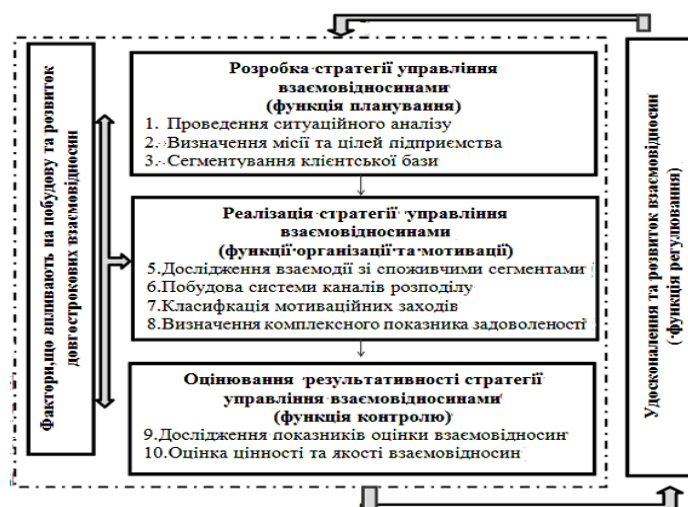 Фактори,що впливають на побудову та розвиток
довгострокових взаємовідносин
Розробка стратегії управління
взаємовідносинами
(функція планування)
1. Проведення ситуаційного аналізу
2. Визначення місії та цілей підприємства
3. Сегментування клієнтської бази
Реалізація стратегії управління
взаємовідносинами
(функції·організації·та·мотивації)
5.Дослідження взаємодії зі споживчими сегментами
6.Побудова системи каналів розподілу
7.Класифкація мотиваційних заходів
8.Визначення комплексного показника задоволеності
Оцінювання результативності стратегії
управління взаємовідносинами
(функція контролю)
9.Дослідження показників оцінки взаємовідносин
10.Оцінка цінності та якості взаємовідносин
Удосконалення та розвиток взаємовідносин
(·функція регулювання)